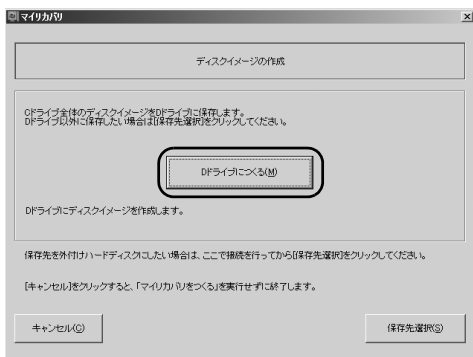 マイリカバリ
ディスクイメージの作成
Cドライブ全体のディスクイメージをDドライブに保存します。
Dドライブ以外に保存したい場合は[保存先選択]をクリックしてください。
Dドライブにつくる(M)
Dドライブにディスクイメージを作成します。
保存先を外付けハードディスクにしたい場合は、ここで接続を行ってから[保存先選択]をクリックしてください。
[キャンセル]をクリックすると、「マイリカバリをつくる」を実行せずに終了します。
キャンセル(C)
保存先選択(S)